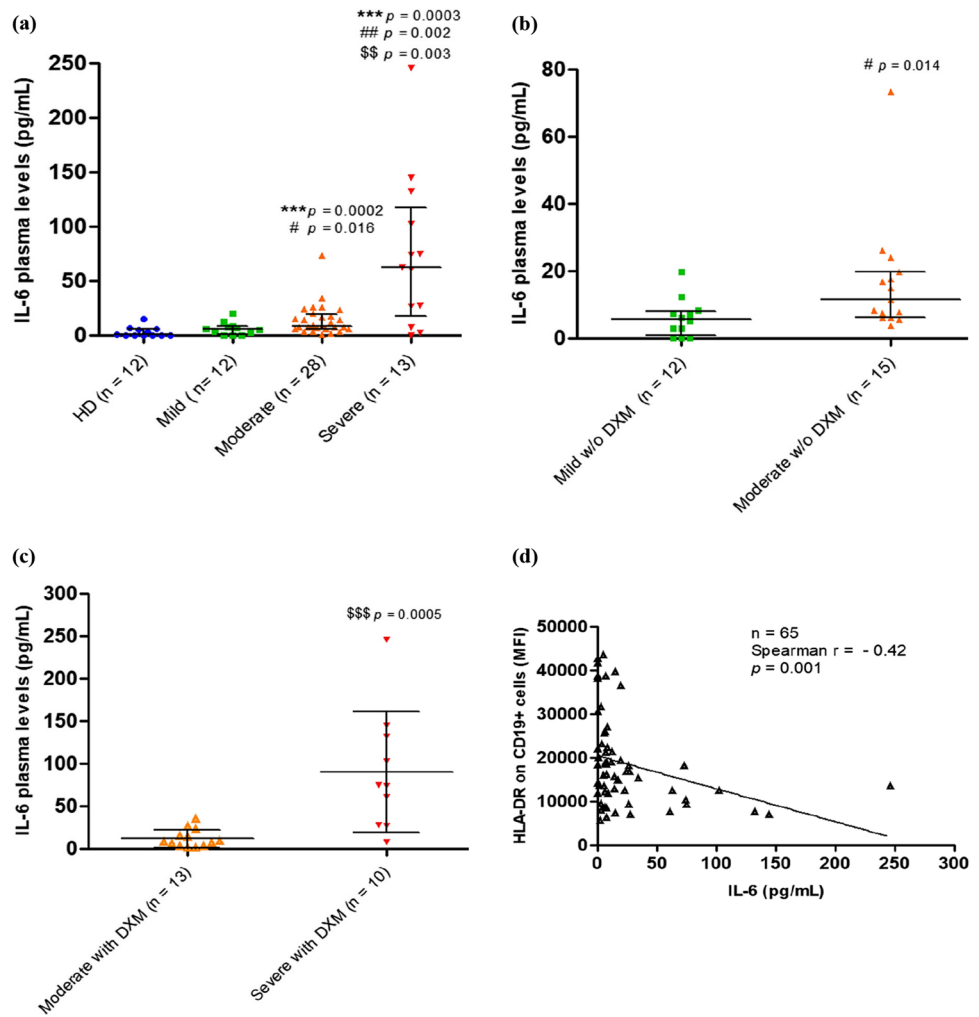 (a)
*** p = 0.0003
## p = 0.002
$$ p = 0.003
IL-6 plasma levels (pg/mL)
250
200
150
100
50
0
*** p = 0.0002
# p = 0.016
HD (n = 12)
Mild ( n= 12)
Moderate (n = 28)
Severe (n = 13)
(b)
# p = 0.014
IL-6 plasma levels (pg/mL)
80
60
40
20
0
Mild w/o DXM (n = 12)
Moderate w/o DXM (n = 15)
(c)
$$$ p = 0.0005
IL-6 plasma levels (pg/mL)
300
250
200
150
100
50
0
Moderate with DXM (n = 13)
Severe with DXM (n = 10)
(d)
n = 65
Spearman r = - 0.42
p = 0.001
HLA-DR on CD19+ cells (MFI)
50000
40000
30000
20000
10000
0
0 50 100 150 200 250 300
IL-6 (pg/mL)